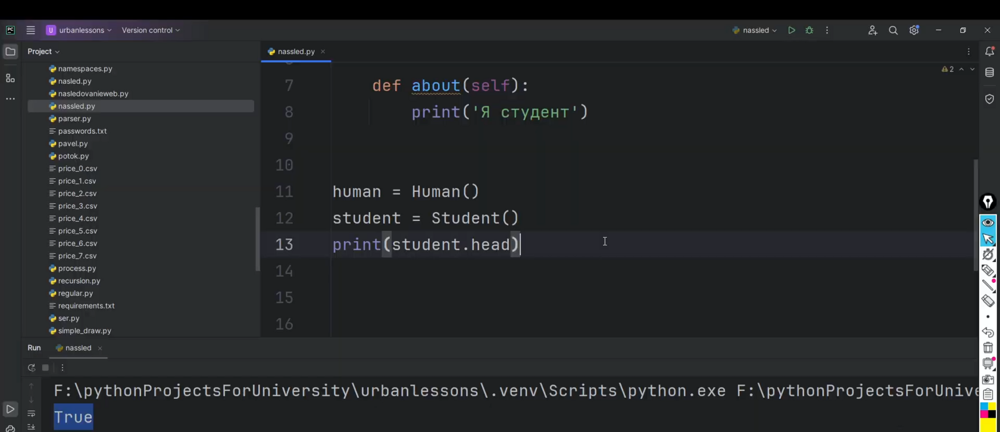 PC
U urbanlessons
Version control
nassled
Project
nassled.py
namespaces.py
nasled.py
nasledovanieweb.py
nassled.py
parser.py
passwords.txt
pavel.py
potok.py
price_0.csv
price_1.csv
price_2.csv
price_3.csv
price_4.csv
price_5.csv
price_6.csv
price_7.csv
process.py
recursion.py
regular.py
requirements.txt
ser.py
simple_draw.py
2
7 def about(self):
8 print('Я студент')
9
10
11 human = Human()
12 student = Student()
13 print(student.head)
14
15
16
Run nassled
F:\pythonProjectsForUniversity\urbanlessons\.venv\Scripts\python.exe F:\pythonProjectsForUnive
True